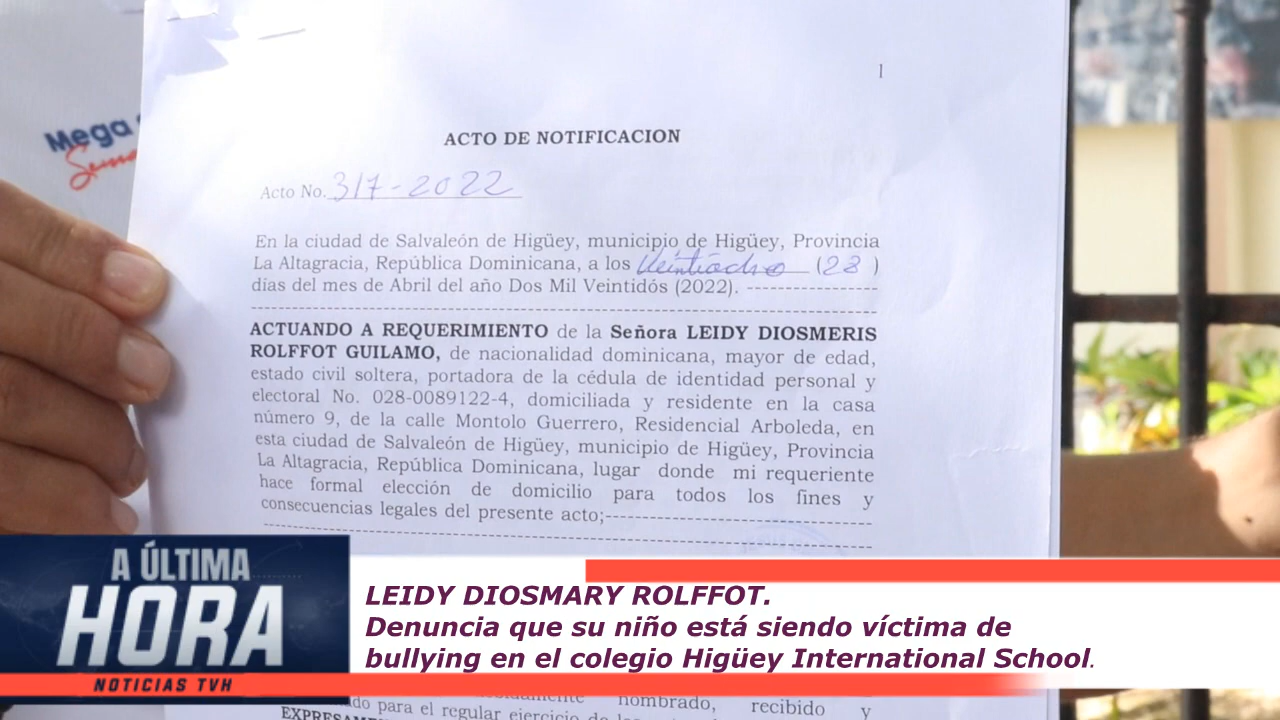 Mega
1
ACTO DE NOTIFICACION
Acto No. 317-2022
En la ciudad de Salvaleón de Higüey, municipio de Higüey, Provincia
La Altagracia, República Dominicana, a los Veintiocho (28 )
días del mes de Abril del año Dos Mil Veintidós (2022). ------------------
------------------------------------------------------------------------
ACTUANDO A REQUERIMIENTO de la Señora LEIDY DIOSMERIS
ROLFFOT GUILAMO, de nacionalidad dominicana, mayor de edad,
estado civil soltera, portadora de la cédula de identidad personal y
electoral No. 028-0089122-4, domiciliada y residente en la casa
número 9, de la calle Montolo Guerrero, Residencial Arboleda, en
esta ciudad de Salvaleón de Higüey, municipio de Higüey, Provincia
La Altagracia, República Dominicana, lugar donde mi requeriente
hace formal elección de domicilio para todos los fines y
consecuencias legales del presente acto;------------------------------
------------------------------------------------------------------------
A ÚLTIMA
HORA
NOTICIAS TVH
LEIDY DIOSMARY ROLFFOT.
Denuncia que su niño está siendo víctima de
bullying en el colegio Higüey International School.
nombrado, recibido y
para el regular ejercicio de